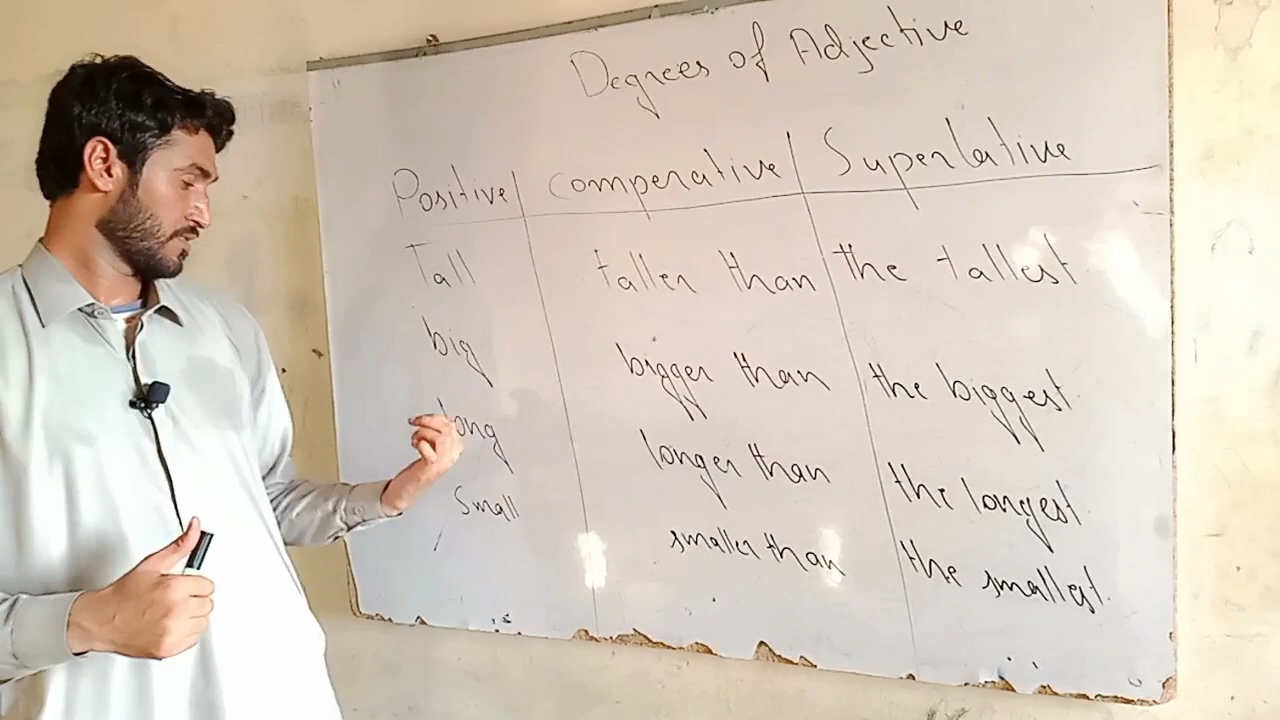 Degrees of Adjective
Positive / Comperative / Superlative
Tall taller than the tallest
big bigger than the biggest
long longer than the longest
Small smaller than the smallest